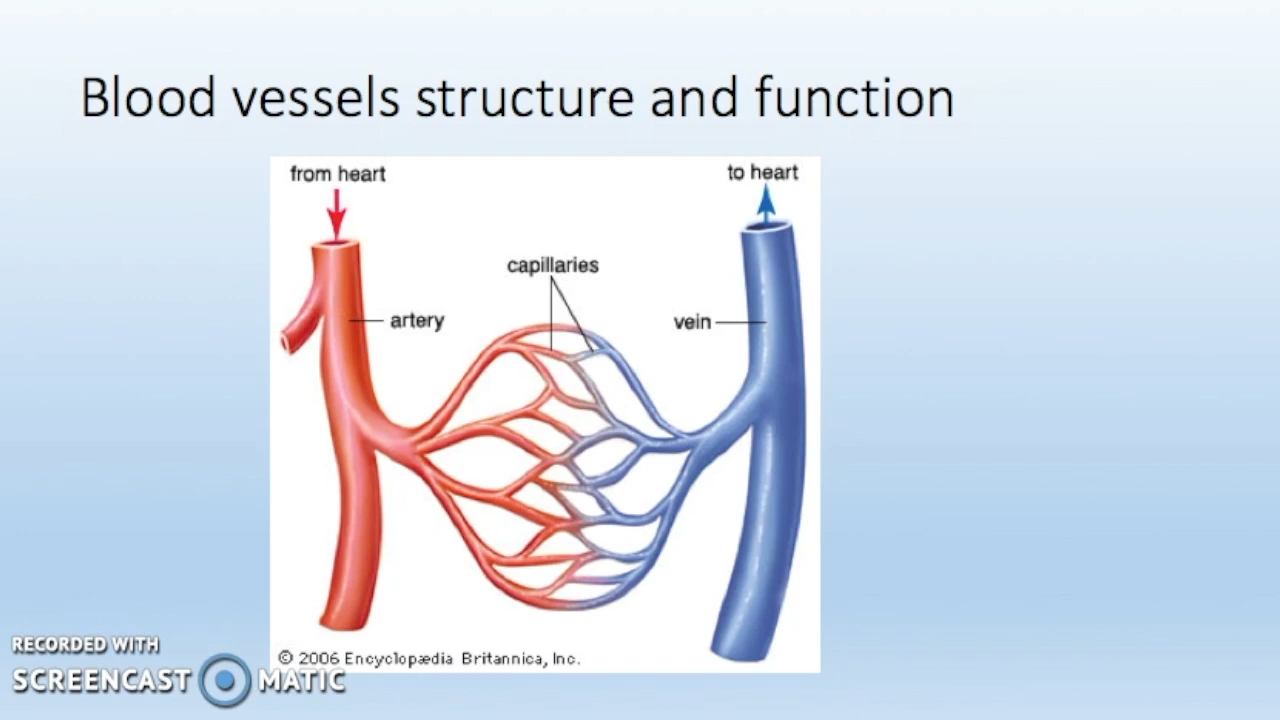 Blood vessels structure and function
from heart
to heart
capillaries
artery
vein
© 2006 Encyclopædia Britannica, Inc.
RECORDED WITH
SCREENCAST MATIC